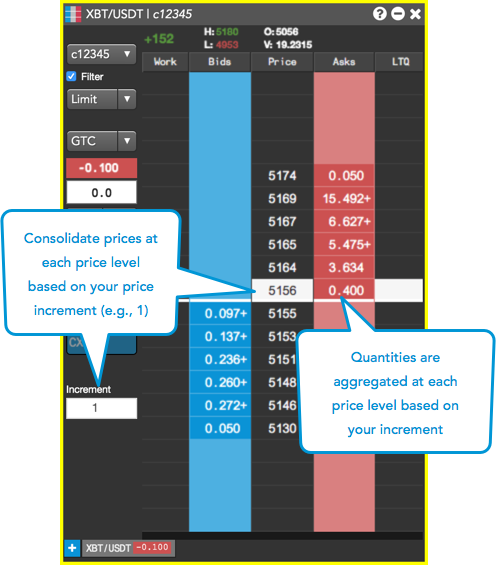 XBT/USDT | c12345
+152
H: 5180
L: 4953
O: 5056
V: 19.2315
c12345
Work Bids Price Asks LTQ
Filter
Limit
GTC
-0.100
0.0
5174 0.050
5169 15.492+
5167 6.627+
5165 5.475+
5164 3.634
5156 0.400
0.097+ 5155
0.137+ 5153
0.236+ 5151
0.260+ 5148
0.272+ 5146
0.050 5130
Consolidate prices at
each price level
based on your price
increment (e.g., 1)
CX
Quantities are
aggregated at each
price level based on
your increment
Increment
1
+ XBT/USDT -0.100